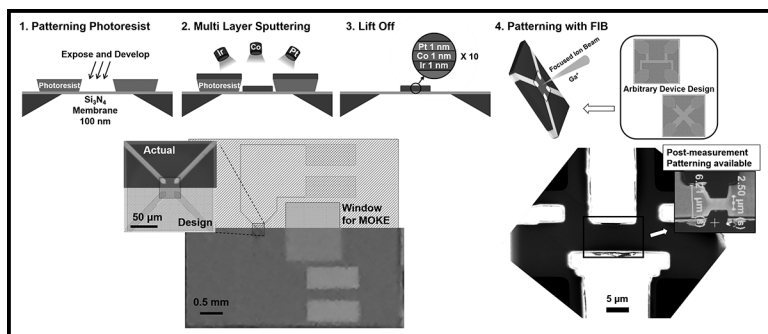 1. Patterning Photoresist
2. Multi Layer Sputtering
3. Lift Off
4. Patterning with FIB
Expose and Develop
Photoresist
Si₃N₄
Membrane
100 nm
Ir
Co
Pt
Photoresist
Pt 1 nm
Co 1 nm
Ir 1 nm
X 10
Focused Ion Beam
Ga⁺
Arbitrary Device Design
Actual
Design
50 µm
Window
for MOKE
0.5 mm
Post-measurement
Patterning available
2.50 µm (s)
5 µm